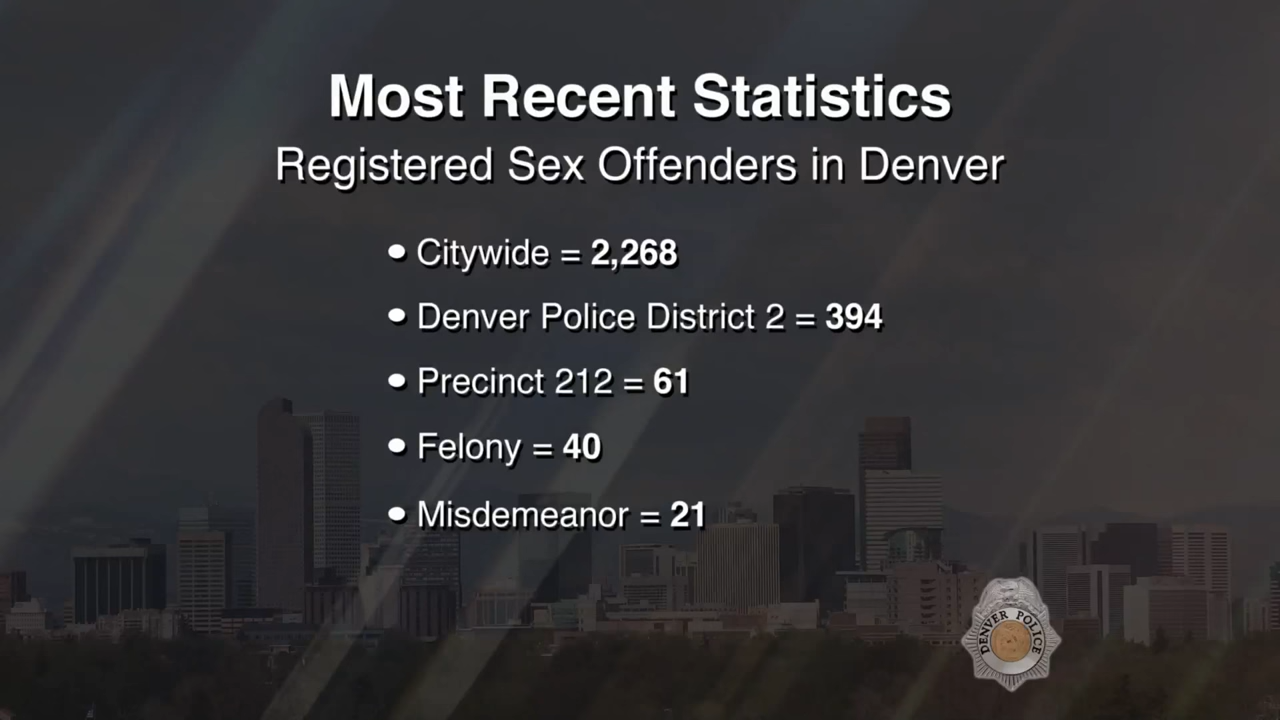 Most Recent Statistics
Registered Sex Offenders in Denver
• Citywide = 2,268
• Denver Police District 2 = 394
• Precinct 212 = 61
• Felony = 40
• Misdemeanor = 21
DENVER POLICE